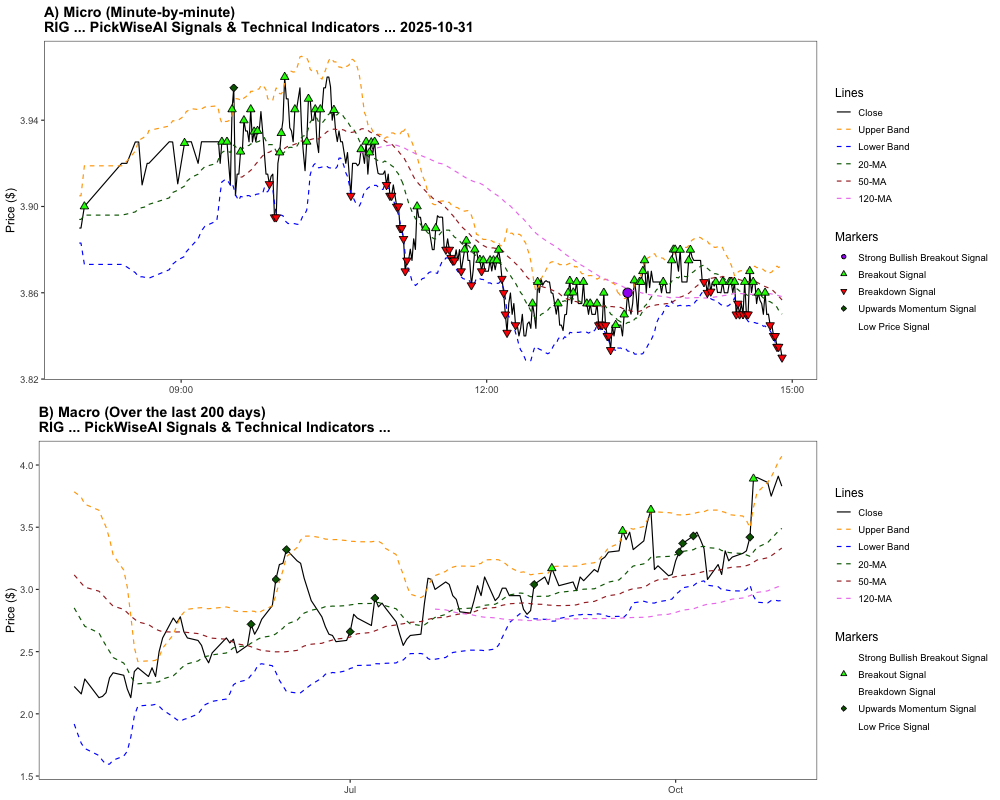 A) Micro (Minute-by-minute)
RIG ... PickWiseAI Signals & Technical Indicators ... 2025-10-31
Price ($)
3.94
3.90
3.86
3.82
09:00
12:00
15:00
Lines
Close
Upper Band
Lower Band
20-MA
50-MA
120-MA
Markers
Strong Bullish Breakout Signal
Breakout Signal
Breakdown Signal
Upwards Momentum Signal
Low Price Signal
B) Macro (Over the last 200 days)
RIG ... PickWiseAI Signals & Technical Indicators ...
Price ($)
4.0
3.5
3.0
2.5
2.0
1.5
Jul
Oct
Lines
Close
Upper Band
Lower Band
20-MA
50-MA
120-MA
Markers
Strong Bullish Breakout Signal
Breakout Signal
Breakdown Signal
Upwards Momentum Signal
Low Price Signal